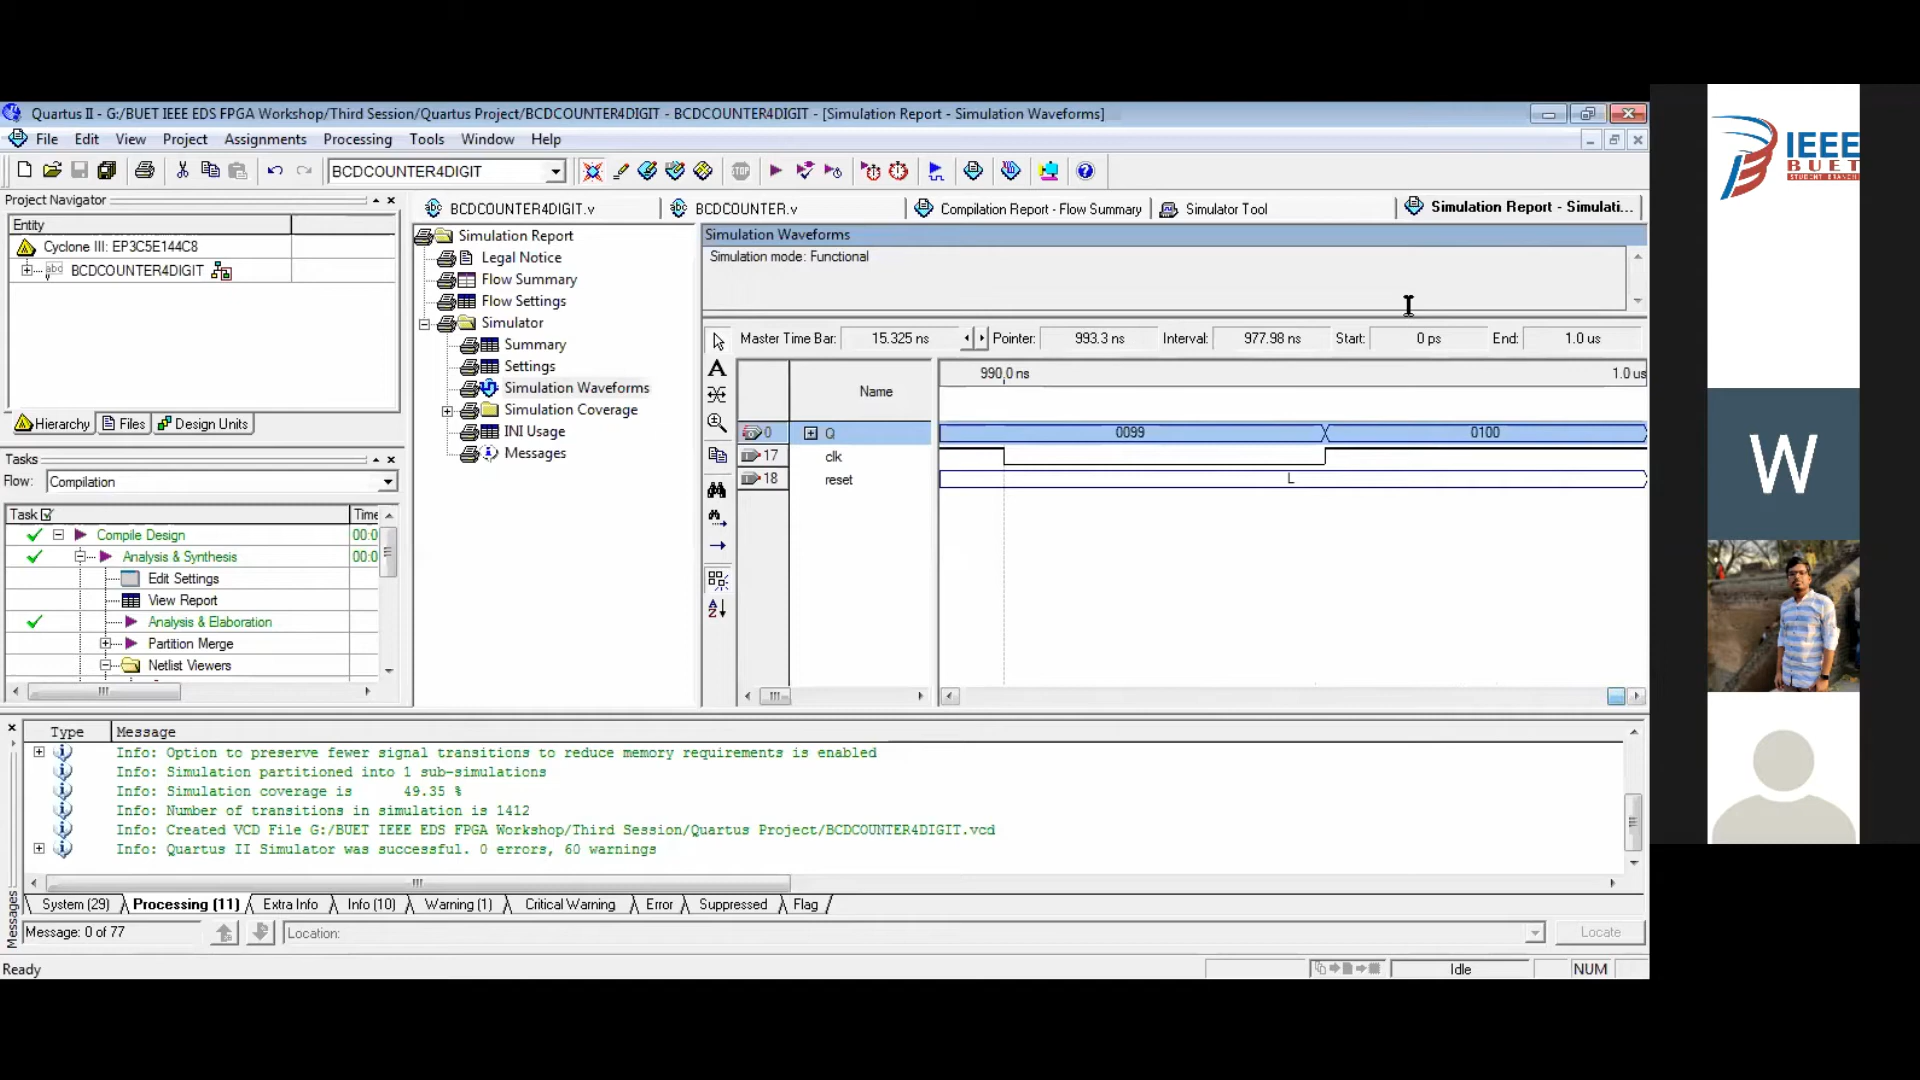 Quartus II - G:/BUET IEEE EDS FPGA Workshop/Third Session/Quartus Project/BCDCOUNTER4DIGIT - BCDCOUNTER4DIGIT - [Simulation Report - Simulation Waveforms]
File Edit View Project Assignments Processing Tools Window Help
BCDCOUNTER4DIGIT
Project Navigator
Entity
Cyclone III: EP3C5E144C8
abd BCDCOUNTER4DIGIT
Hierarchy Files Design Units
Tasks
Flow: Compilation
Task Time
Compile Design 00:0
Analysis & Synthesis 00:0
Edit Settings
View Report
Analysis & Elaboration
Partition Merge
Netlist Viewers
abc BCDCOUNTER4DIGIT.v abc BCDCOUNTER.v Compilation Report - Flow Summary Simulator Tool Simulation Report - Simulati...
Simulation Report
Legal Notice
Flow Summary
Flow Settings
Simulator
Summary
Settings
Simulation Waveforms
Simulation Coverage
INI Usage
Messages
Simulation Waveforms
Simulation mode: Functional
Master Time Bar: 15.325 ns Pointer: 993.3 ns Interval: 977.98 ns Start: 0 ps End: 1.0 us
Name 990.0 ns 1.0 us
0 Q 0099 0100
17 clk
18 reset L
Type Message
Info: Option to preserve fewer signal transitions to reduce memory requirements is enabled
Info: Simulation partitioned into 1 sub-simulations
Info: Simulation coverage is 49.35 %
Info: Number of transitions in simulation is 1412
Info: Created VCD File G:/BUET IEEE EDS FPGA Workshop/Third Session/Quartus Project/BCDCOUNTER4DIGIT.vcd
Info: Quartus II Simulator was successful. 0 errors, 60 warnings
System (29) Processing (11) Extra Info Info (10) Warning (1) Critical Warning Error Suppressed Flag
Messages
Message: 0 of 77 Location: Locate
Ready Idle NUM
IEEE
BUET
STUDENT BRANCH
W